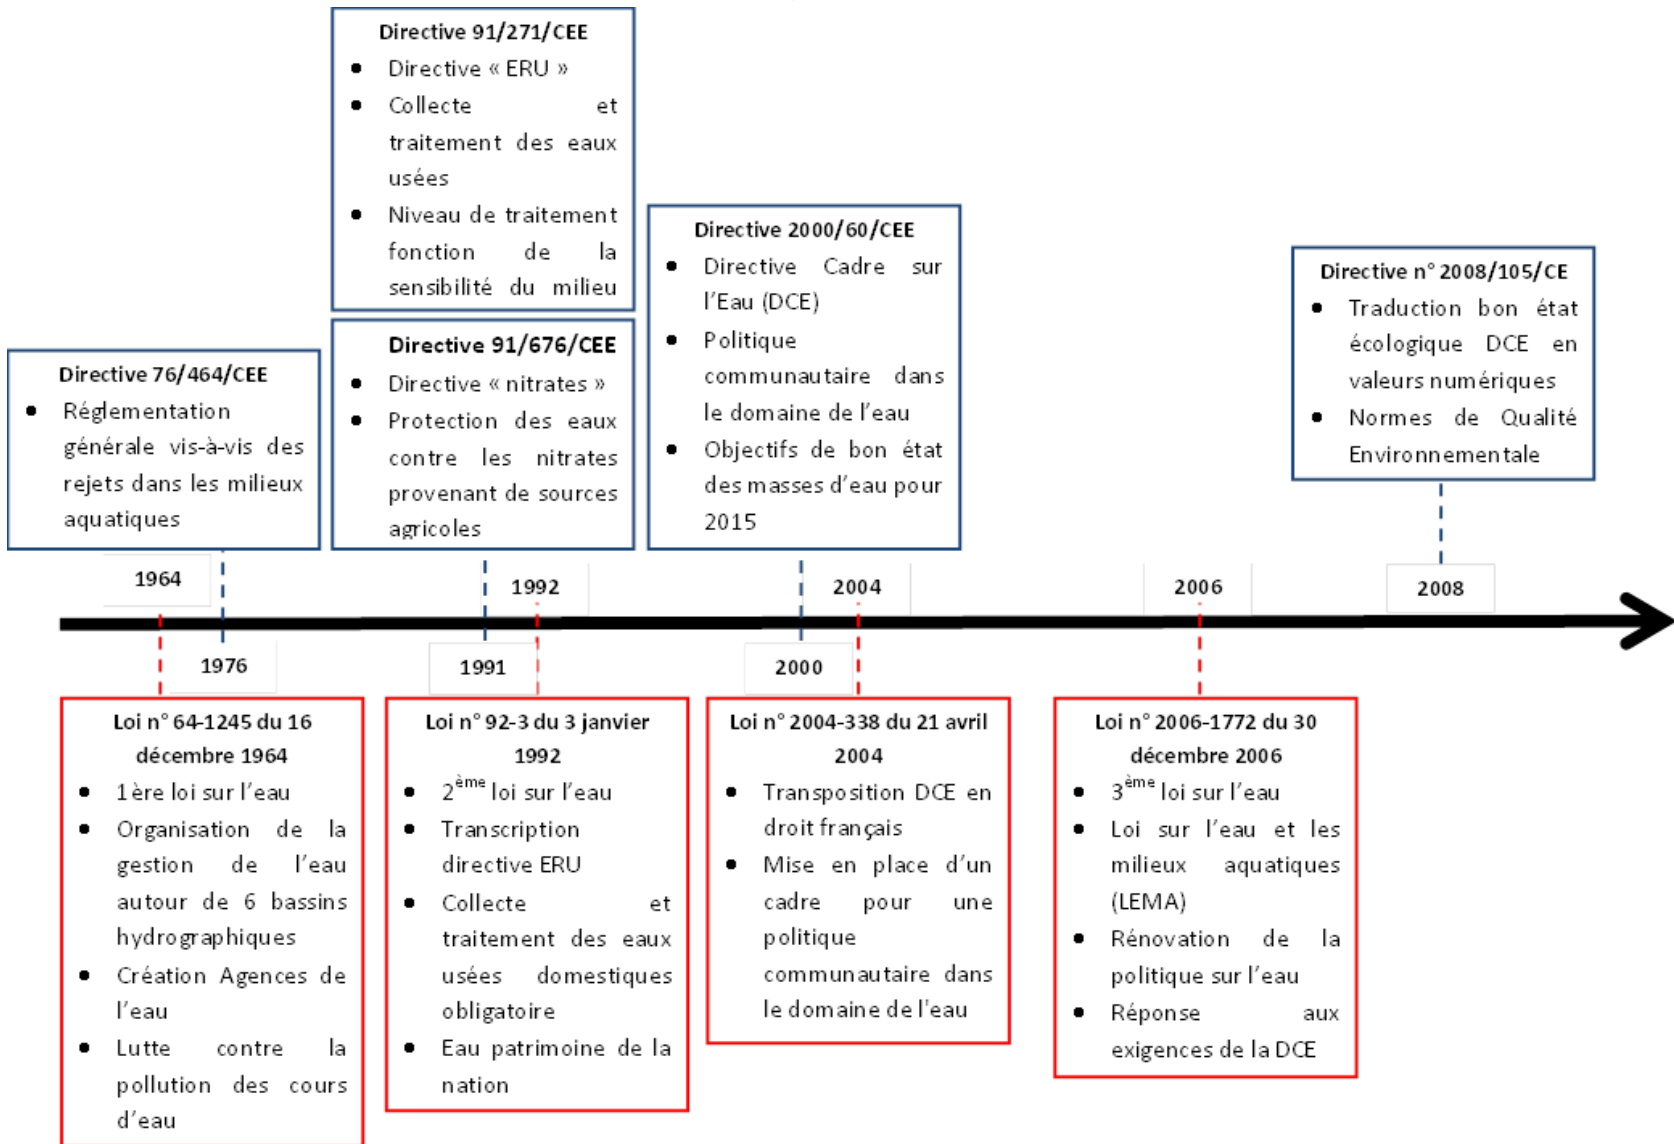 Directive 91/271/CEE
• Directive « ERU »
• Collecte et
traitement des eaux
usées
• Niveau de traitement
fonction de la
sensibilité du milieu
Directive 91/676/CEE
• Directive « nitrates »
• Protection des eaux
contre les nitrates
provenant de sources
agricoles
Directive 76/464/CEE
• Réglementation
générale vis-à-vis des
rejets dans les milieux
aquatiques
Directive 2000/60/CEE
• Directive Cadre sur
l'Eau (DCE)
• Politique
communautaire dans
le domaine de l'eau
• Objectifs de bon état
des masses d'eau pour
2015
Directive n° 2008/105/CE
• Traduction bon état
écologique DCE en
valeurs numériques
• Normes de Qualité
Environnementale
1964
1992
2004
2006
2008
1976
1991
2000
Loi n° 64-1245 du 16
décembre 1964
• 1ère loi sur l'eau
• Organisation de la
gestion de l'eau
autour de 6 bassins
hydrographiques
• Création Agences de
l'eau
• Lutte contre la
pollution des cours
d'eau
Loi n° 92-3 du 3 janvier
1992
• 2ème loi sur l'eau
• Transcription
directive ERU
• Collecte et
traitement des eaux
usées domestiques
obligatoire
• Eau patrimoine de la
nation
Loi n° 2004-338 du 21 avril
2004
• Transposition DCE en
droit français
• Mise en place d'un
cadre pour une
politique
communautaire dans
le domaine de l'eau
Loi n° 2006-1772 du 30
décembre 2006
• 3ème loi sur l'eau
• Loi sur l'eau et les
milieux aquatiques
(LEMA)
• Rénovation de la
politique sur l'eau
• Réponse aux
exigences de la DCE